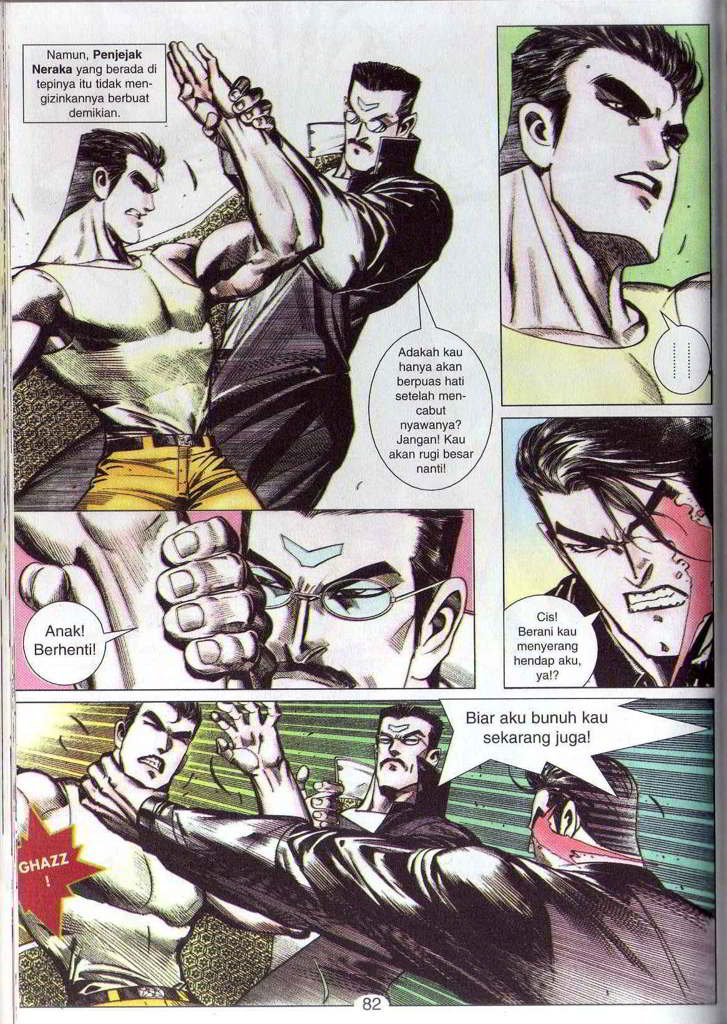 Namun, Penjejak
Neraka yang berada di
tepinya itu tidak men-
gizinkannya berbuat
demikian.
Adakah kau
hanya akan
berpuas hati
setelah men-
cabut
nyawanya?
Jangan! Kau
akan rugi besar
nanti!
Anak!
Berhenti!
Cis!
Berani kau
menyerang
hendap aku,
ya!?
Biar aku bunuh kau
sekarang juga!
GHAZZ
!
82